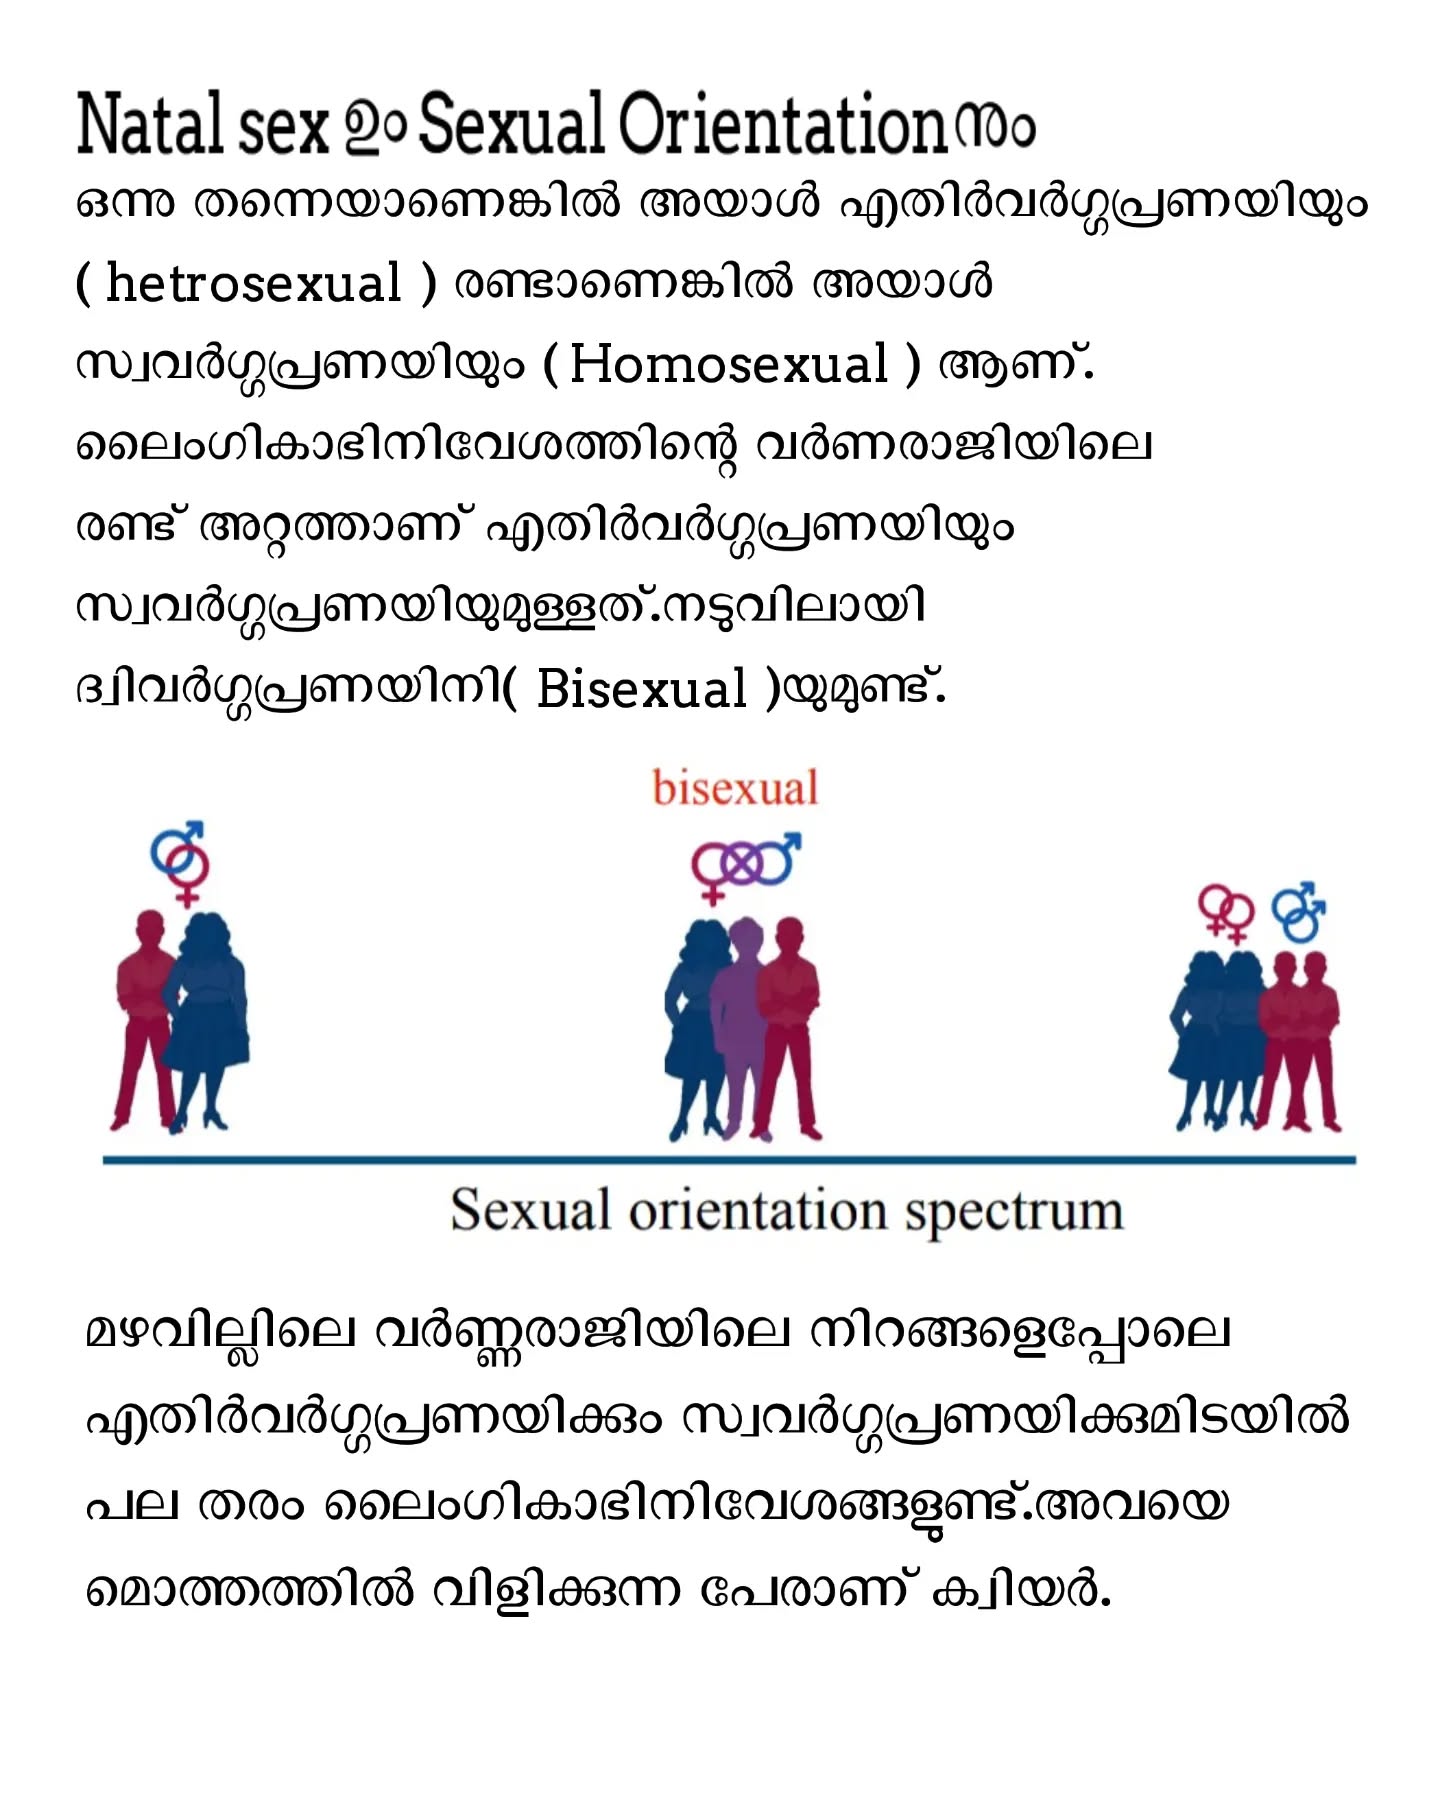 Natal sex ഉം Sexual Orientationനും
ഒന്നു തന്നെയാണെങ്കിൽ അയാൾ എതിർവർഗ്ഗപ്രണയിയും
( hetrosexual ) രണ്ടാണെങ്കിൽ അയാൾ
സ്വവർഗ്ഗപ്രണയിയും ( Homosexual ) ആണ്.
ലൈംഗികാഭിനിവേശത്തിന്റെ വർണരാജിയിലെ
രണ്ട് അറ്റത്താണ് എതിർവർഗ്ഗപ്രണയിയും
സ്വവർഗ്ഗപ്രണയിയുമുള്ളത്.നടുവിലായി
ദ്വിവർഗ്ഗപ്രണയിനി( Bisexual )യുമുണ്ട്.
bisexual
Sexual orientation spectrum
മഴവില്ലിലെ വർണ്ണരാജിയിലെ നിറങ്ങളെപ്പോലെ
എതിർവർഗ്ഗപ്രണയിക്കും സ്വവർഗ്ഗപ്രണയിക്കുമിടയിൽ
പല തരം ലൈംഗികാഭിനിവേശങ്ങളുണ്ട്.അവയെ
മൊത്തത്തിൽ വിളിക്കുന്ന പേരാണ് ക്വിയർ.